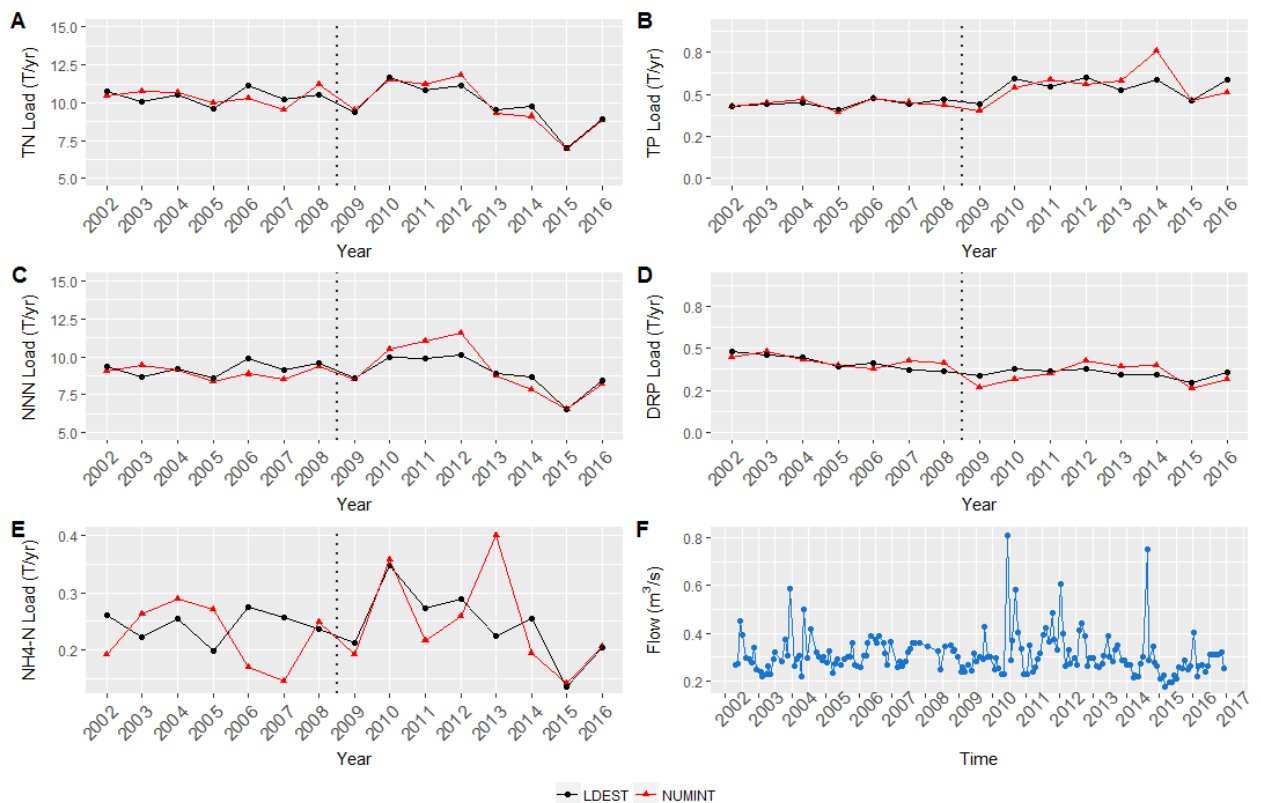 A
TN Load (T/yr)
15.0
12.5
10.0
7.5
5.0
2002 2003 2004 2005 2006 2007 2008 2009 2010 2011 2012 2013 2014 2015 2016
Year
B
TP Load (T/yr)
0.8
0.5
0.2
0.0
2002 2003 2004 2005 2006 2007 2008 2009 2010 2011 2012 2013 2014 2015 2016
Year
C
NNN Load (T/yr)
15.0
12.5
10.0
7.5
5.0
2002 2003 2004 2005 2006 2007 2008 2009 2010 2011 2012 2013 2014 2015 2016
Year
D
DRP Load (T/yr)
0.8
0.5
0.2
0.0
2002 2003 2004 2005 2006 2007 2008 2009 2010 2011 2012 2013 2014 2015 2016
Year
E
NH4-N Load (T/yr)
0.4
0.3
0.2
2002 2003 2004 2005 2006 2007 2008 2009 2010 2011 2012 2013 2014 2015 2016
Year
F
Flow (m³/s)
0.8
0.6
0.4
0.2
2002 2003 2004 2005 2006 2007 2008 2009 2010 2011 2012 2013 2014 2015 2016 2017
Time
LDEST NUMINT